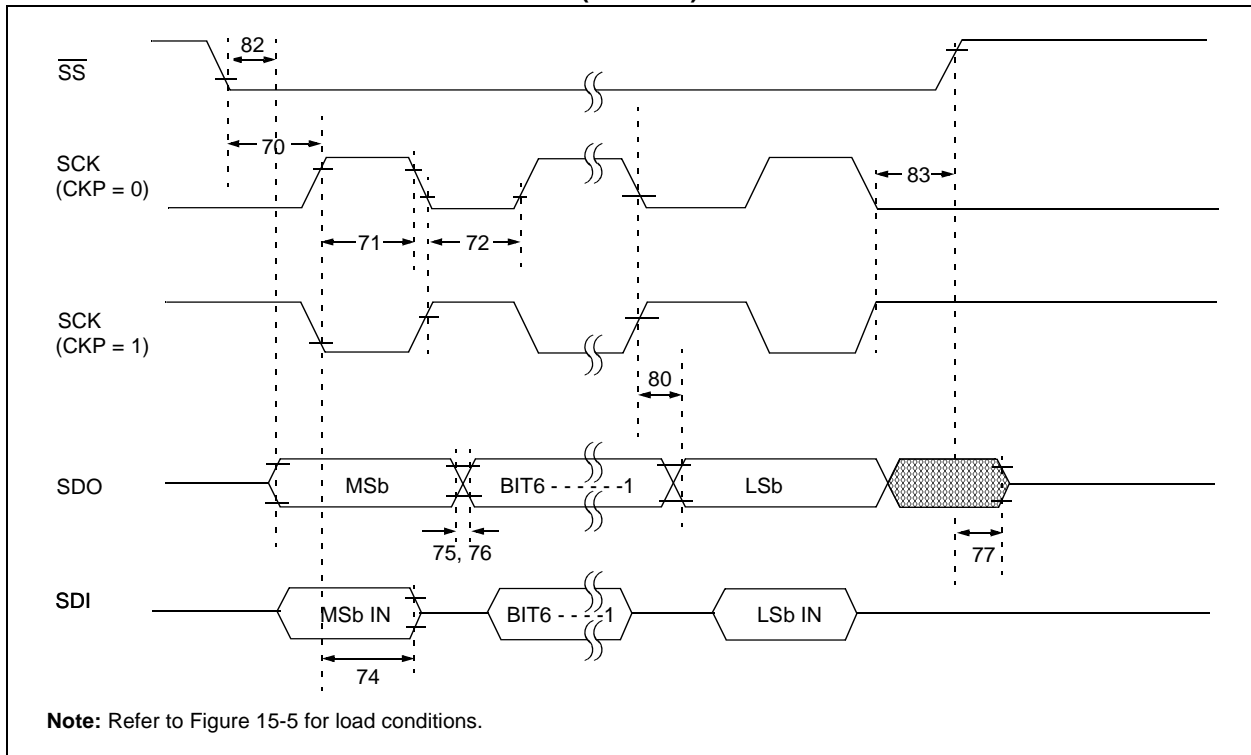 82
SS
70
SCK
(CKP = 0)
83
71
72
SCK
(CKP = 1)
80
SDO
MSb
BIT6 - - - - - -1
LSb
75, 76
77
SDI
MSb IN
BIT6 - - - -1
LSb IN
74
Note: Refer to Figure 15-5 for load conditions.